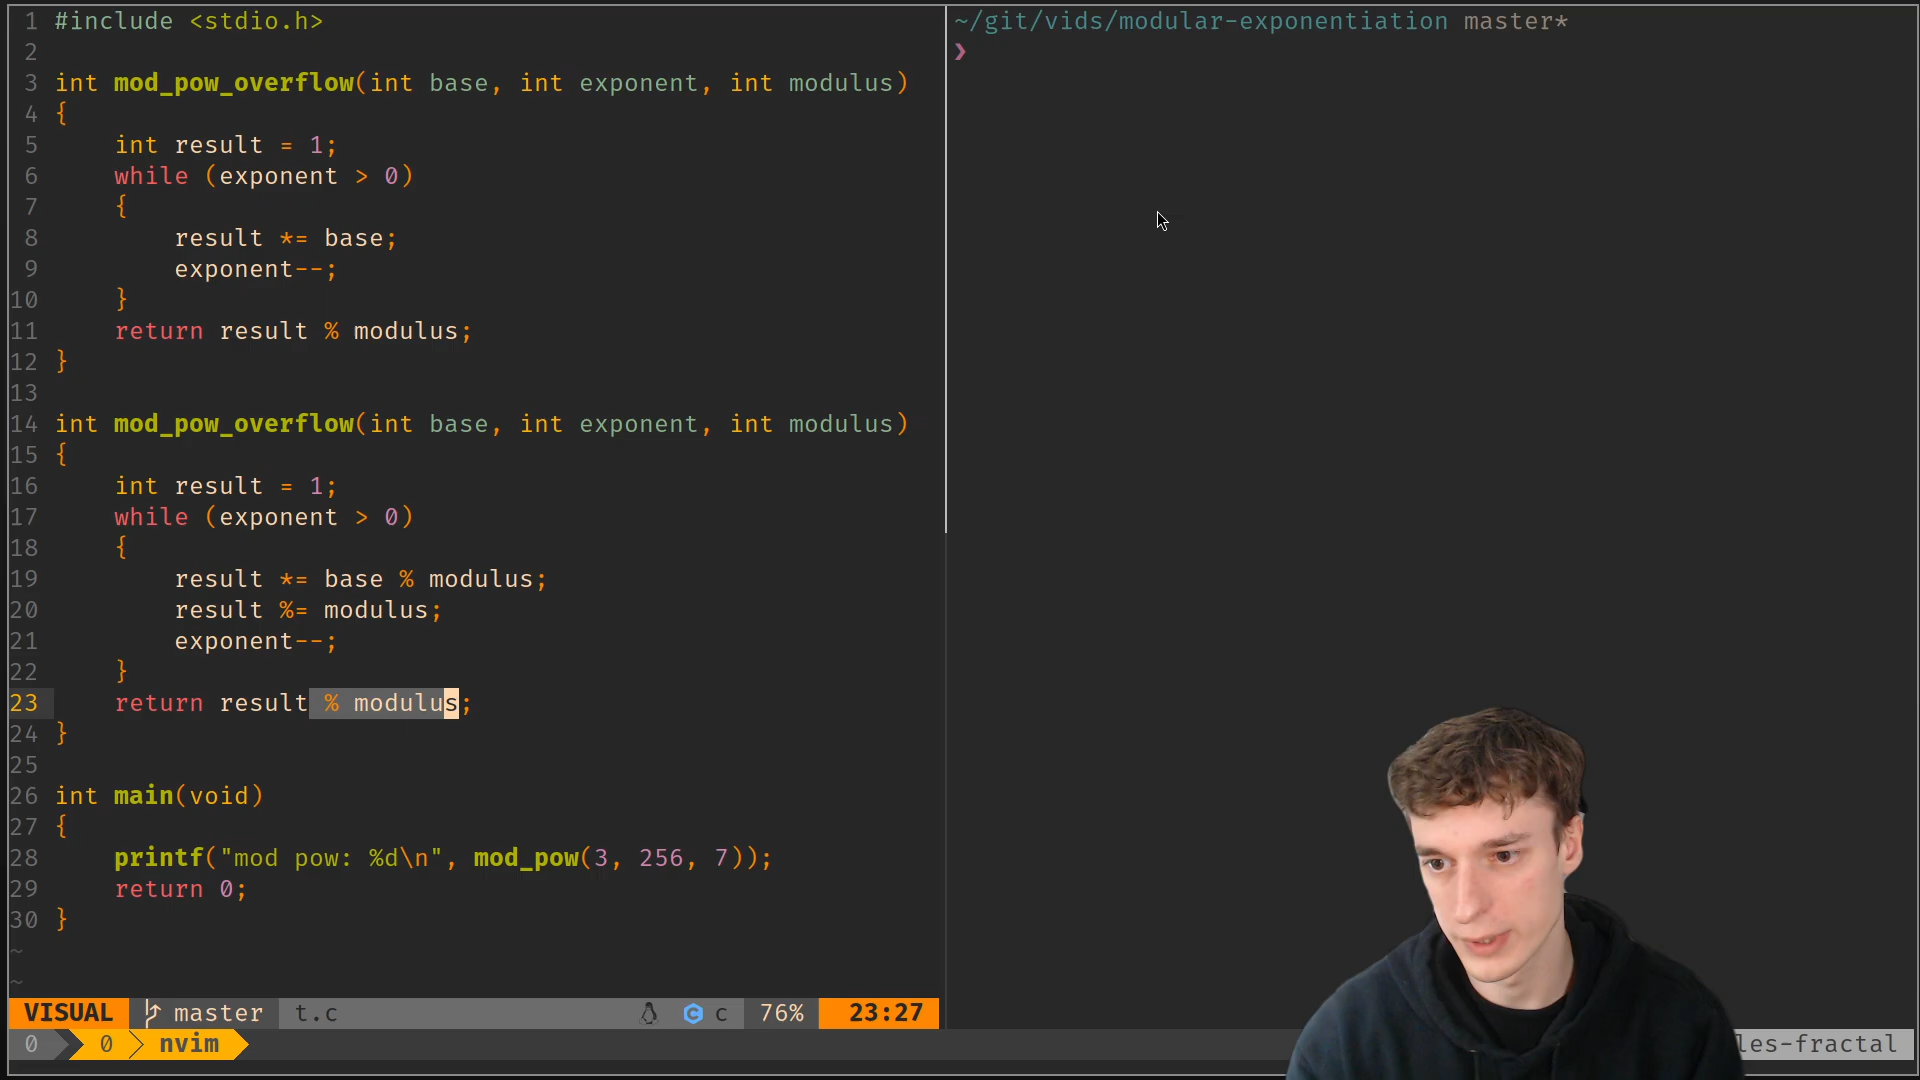 1 #include <stdio.h>
2
3 int mod_pow_overflow(int base, int exponent, int modulus)
4 {
5     int result = 1;
6     while (exponent > 0)
7     {
8         result *= base;
9         exponent--;
10     }
11     return result % modulus;
12 }
13
14 int mod_pow_overflow(int base, int exponent, int modulus)
15 {
16     int result = 1;
17     while (exponent > 0)
18     {
19         result *= base % modulus;
20         result %= modulus;
21         exponent--;
22     }
23     return result % modulus;
24 }
25
26 int main(void)
27 {
28     printf("mod pow: %d\n", mod_pow(3, 256, 7));
29     return 0;
30 }
~
~
VISUAL master t.c c 76% 23:27
0 0 nvim
~/git/vids/modular-exponentiation master*
❯
les-fractal